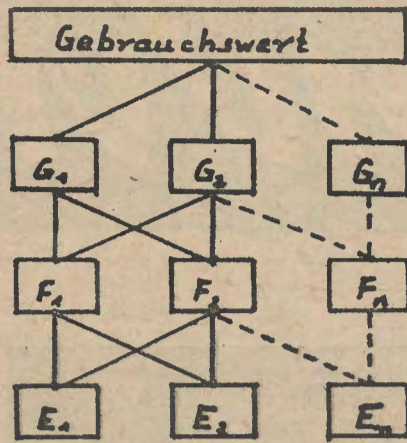 Gebrauchswert
G₁ G₂ Gₙ
F₁ F₂ Fₙ
E₁ E₂ Eₙ